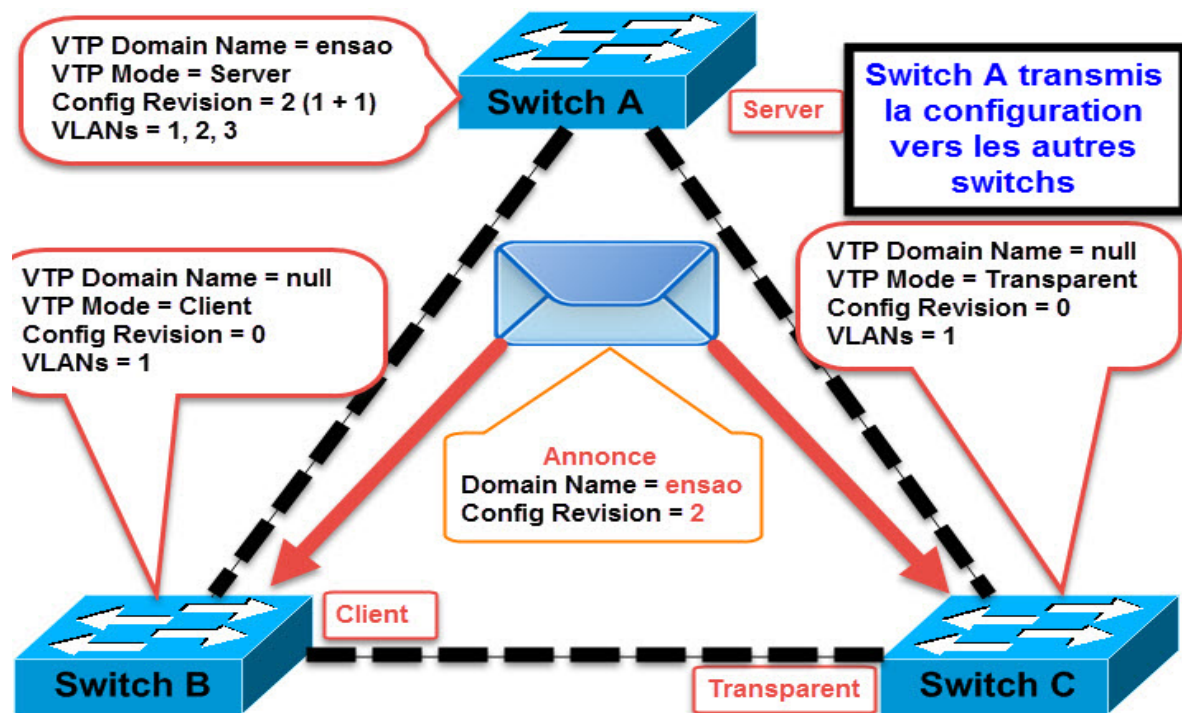 VTP Domain Name = ensao
VTP Mode = Server
Config Revision = 2 (1 + 1)
VLANs = 1, 2, 3
Switch A
Server
Switch A transmis
la configuration
vers les autres
switchs
VTP Domain Name = null
VTP Mode = Client
Config Revision = 0
VLANs = 1
VTP Domain Name = null
VTP Mode = Transparent
Config Revision = 0
VLANs = 1
Annonce
Domain Name = ensao
Config Revision = 2
Client
Switch B
Transparent
Switch C